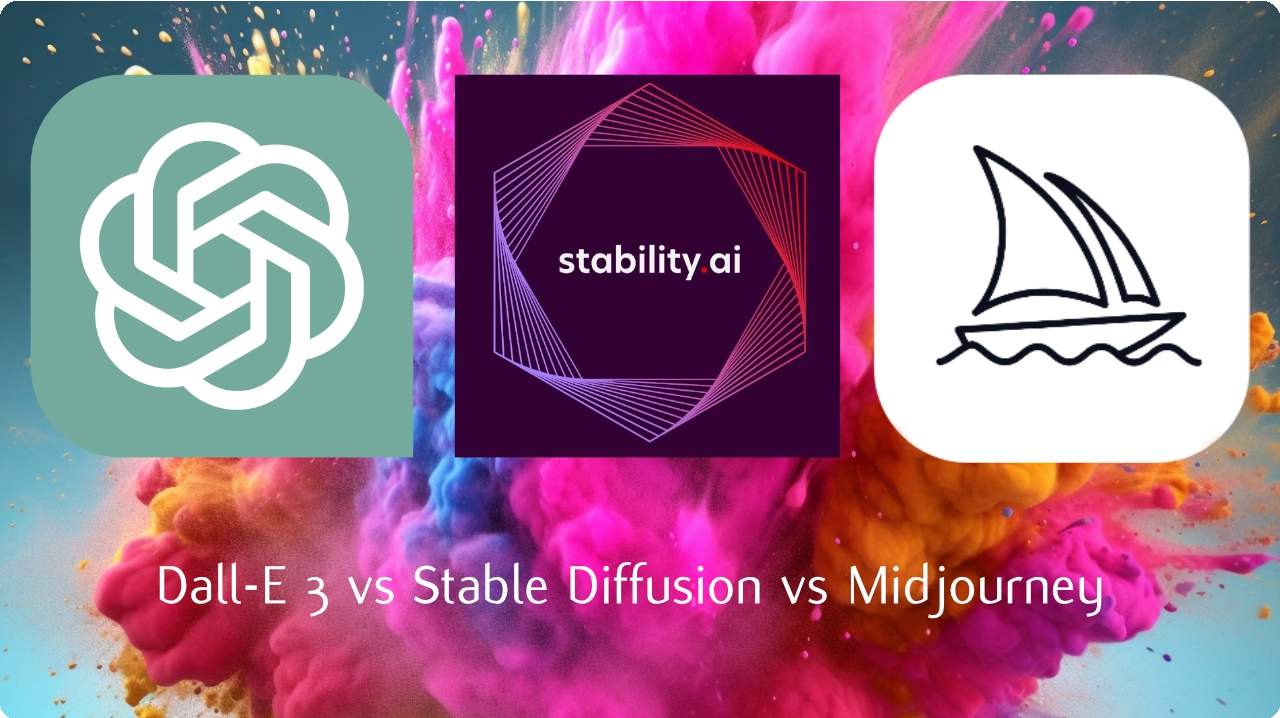 stability.ai
Dall-E 3 vs Stable Diffusion vs Midjourney